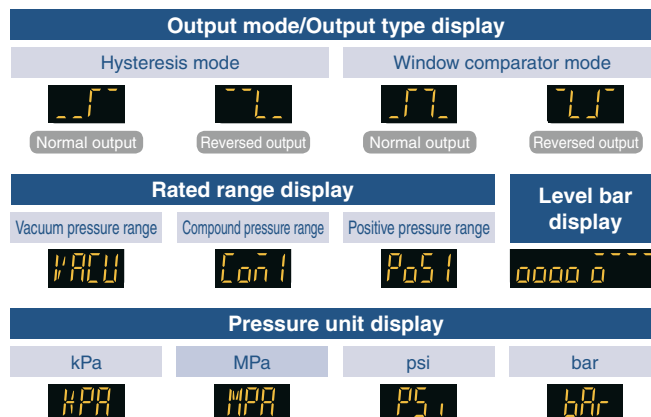 Output mode/Output type display
Hysteresis mode
Window comparator mode
Normal output
Reversed output
Normal output
Reversed output
Rated range display
Level bar
display
Vacuum pressure range
Compound pressure range
Positive pressure range
VACU
Com1
PoS1
Pressure unit display
kPa
MPa
psi
bar
KPA
MPA
PSi
bAr